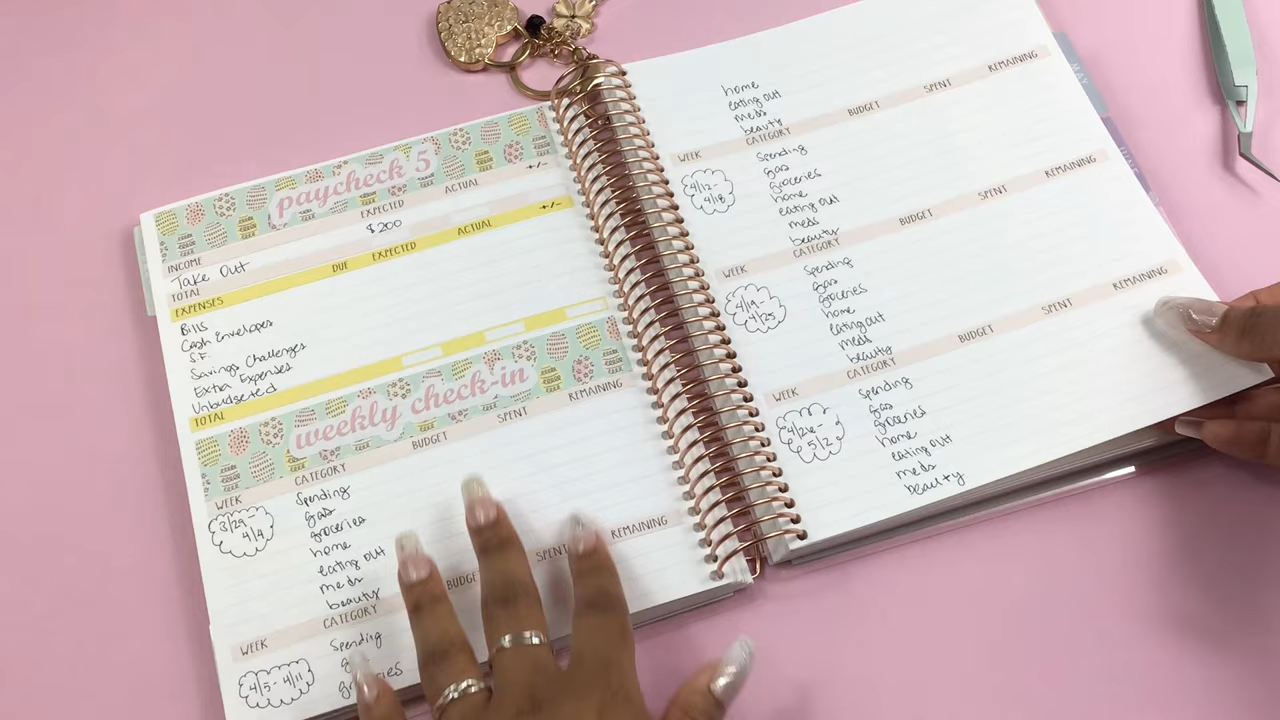 paycheck 5
INCOME EXPECTED ACTUAL +/-
Take Out $200
TOTAL
EXPENSES DUE EXPECTED ACTUAL +/-
Bills
Cash Envelopes
S.F.
Savings Challenges
Extra Expenses
Unbudgeted
TOTAL
weekly check-in
WEEK CATEGORY BUDGET SPENT REMAINING
3/29 - 4/4
spending
gas
groceries
home
eating out
meds
beauty
WEEK CATEGORY BUDGET SPENT REMAINING
4/5 - 4/11
spending
home
eating out
meds
beauty
WEEK CATEGORY BUDGET SPENT REMAINING
4/12 - 4/18
spending
gas
groceries
home
eating out
meds
beauty
WEEK CATEGORY BUDGET SPENT REMAINING
4/19 - 4/25
spending
gas
groceries
home
eating out
meds
beauty
WEEK CATEGORY BUDGET SPENT REMAINING
4/26 - 5/2
spending
gas
groceries
home
eating out
meds
beauty
MAY